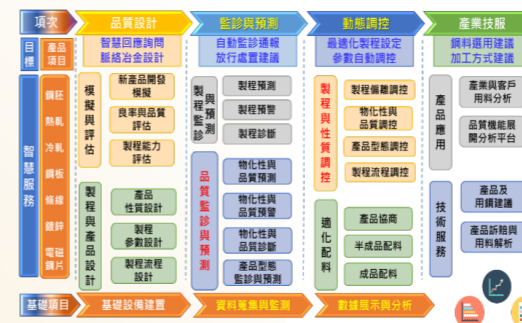 項次
品質設計
監診與預測
動態調控
產業技服
目標
產品
項目
智慧回應詢問
脈絡冶金設計
自動監診通報
放行處置建議
最適化製程設定
參數自動調控
鋼料選用建議
加工方式建議
智慧服務
鋼胚
熱軋
冷軋
鋼板
條線
鍍鋅
電磁
鋼片
模擬與評估
新產品開發
模擬
良率與品質
評估
製程能力
評估
製程與產品設計
產品
性質設計
製程
參數設計
製程流程
設計
製程監診
與預測
製程預測
製程預警
製程診斷
品質監診與預測
物化性與
品質預測
物化性與
品質預警
物化性與
品質診斷
產品型態
監診與預測
製程與性質調控
製程偏離調控
物化性與
品質調控
產品型態調控
製程流程調控
適化配料
產品協商
半成品配料
成品配料
產品應用
產業與客戶
用料分析
品質機能展
開分析平台
技術服務
產品及
用鋼建議
產品訴賠與
用料解析
基礎項目
基礎設備建置
資料蒐集與監測
數據展示與分析